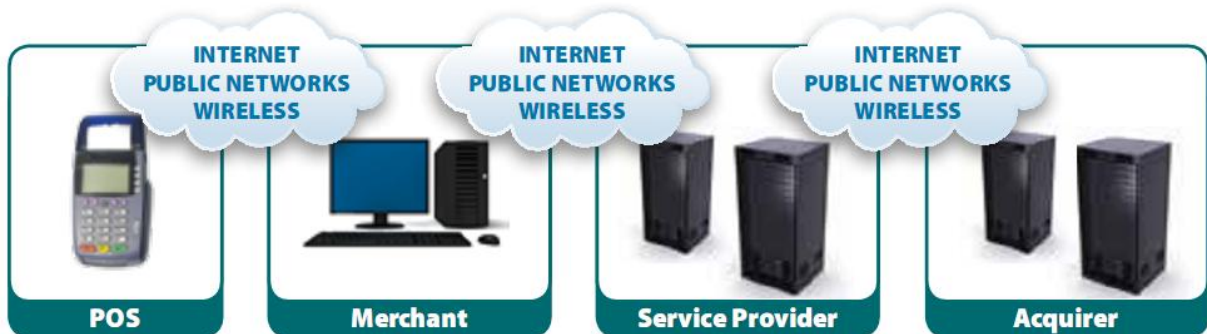 INTERNET
PUBLIC NETWORKS
WIRELESS
INTERNET
PUBLIC NETWORKS
WIRELESS
INTERNET
PUBLIC NETWORKS
WIRELESS
POS
Merchant
Service Provider
Acquirer